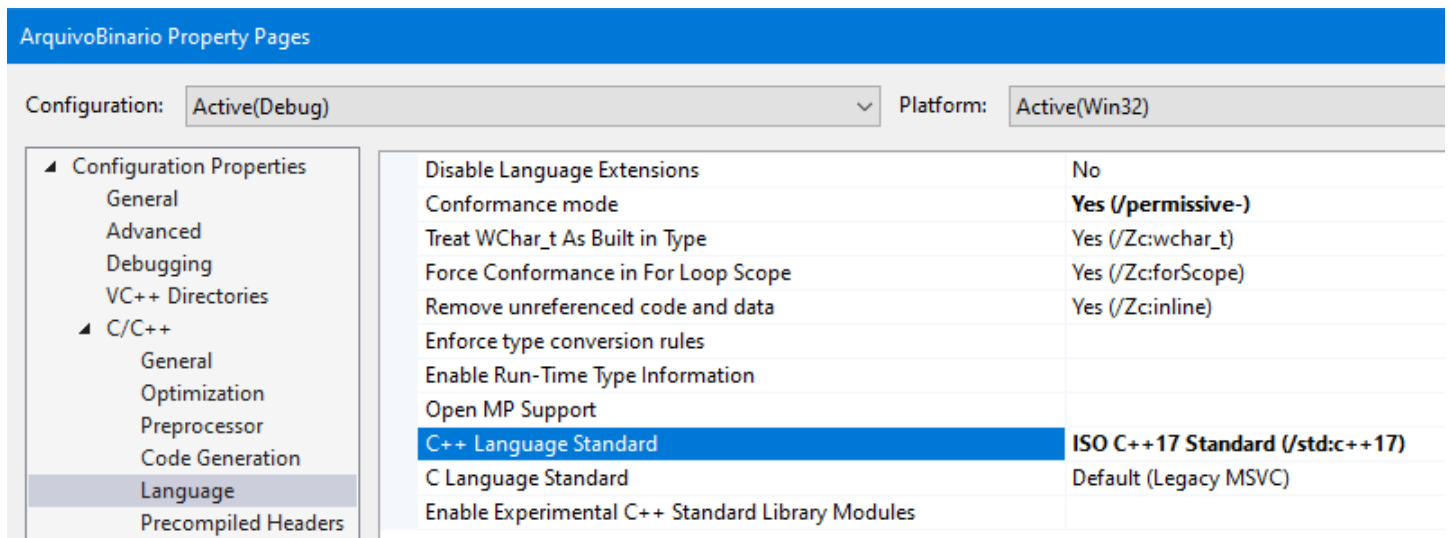 ArquivoBinario Property Pages
Configuration: Active(Debug) Platform: Active(Win32)
Configuration Properties
General
Advanced
Debugging
VC++ Directories
C/C++
General
Optimization
Preprocessor
Code Generation
Language
Precompiled Headers
Disable Language Extensions No
Conformance mode Yes (/permissive-)
Treat WChar_t As Built in Type Yes (/Zc:wchar_t)
Force Conformance in For Loop Scope Yes (/Zc:forScope)
Remove unreferenced code and data Yes (/Zc:inline)
Enforce type conversion rules
Enable Run-Time Type Information
Open MP Support
C++ Language Standard ISO C++17 Standard (/std:c++17)
C Language Standard Default (Legacy MSVC)
Enable Experimental C++ Standard Library Modules